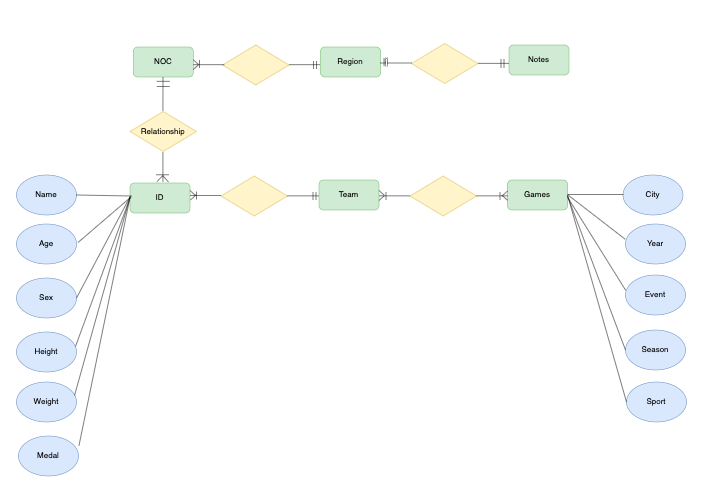 NOC
Region
Notes
Relationship
Name
ID
Team
Games
City
Age
Year
Sex
Event
Height
Season
Weight
Sport
Medal